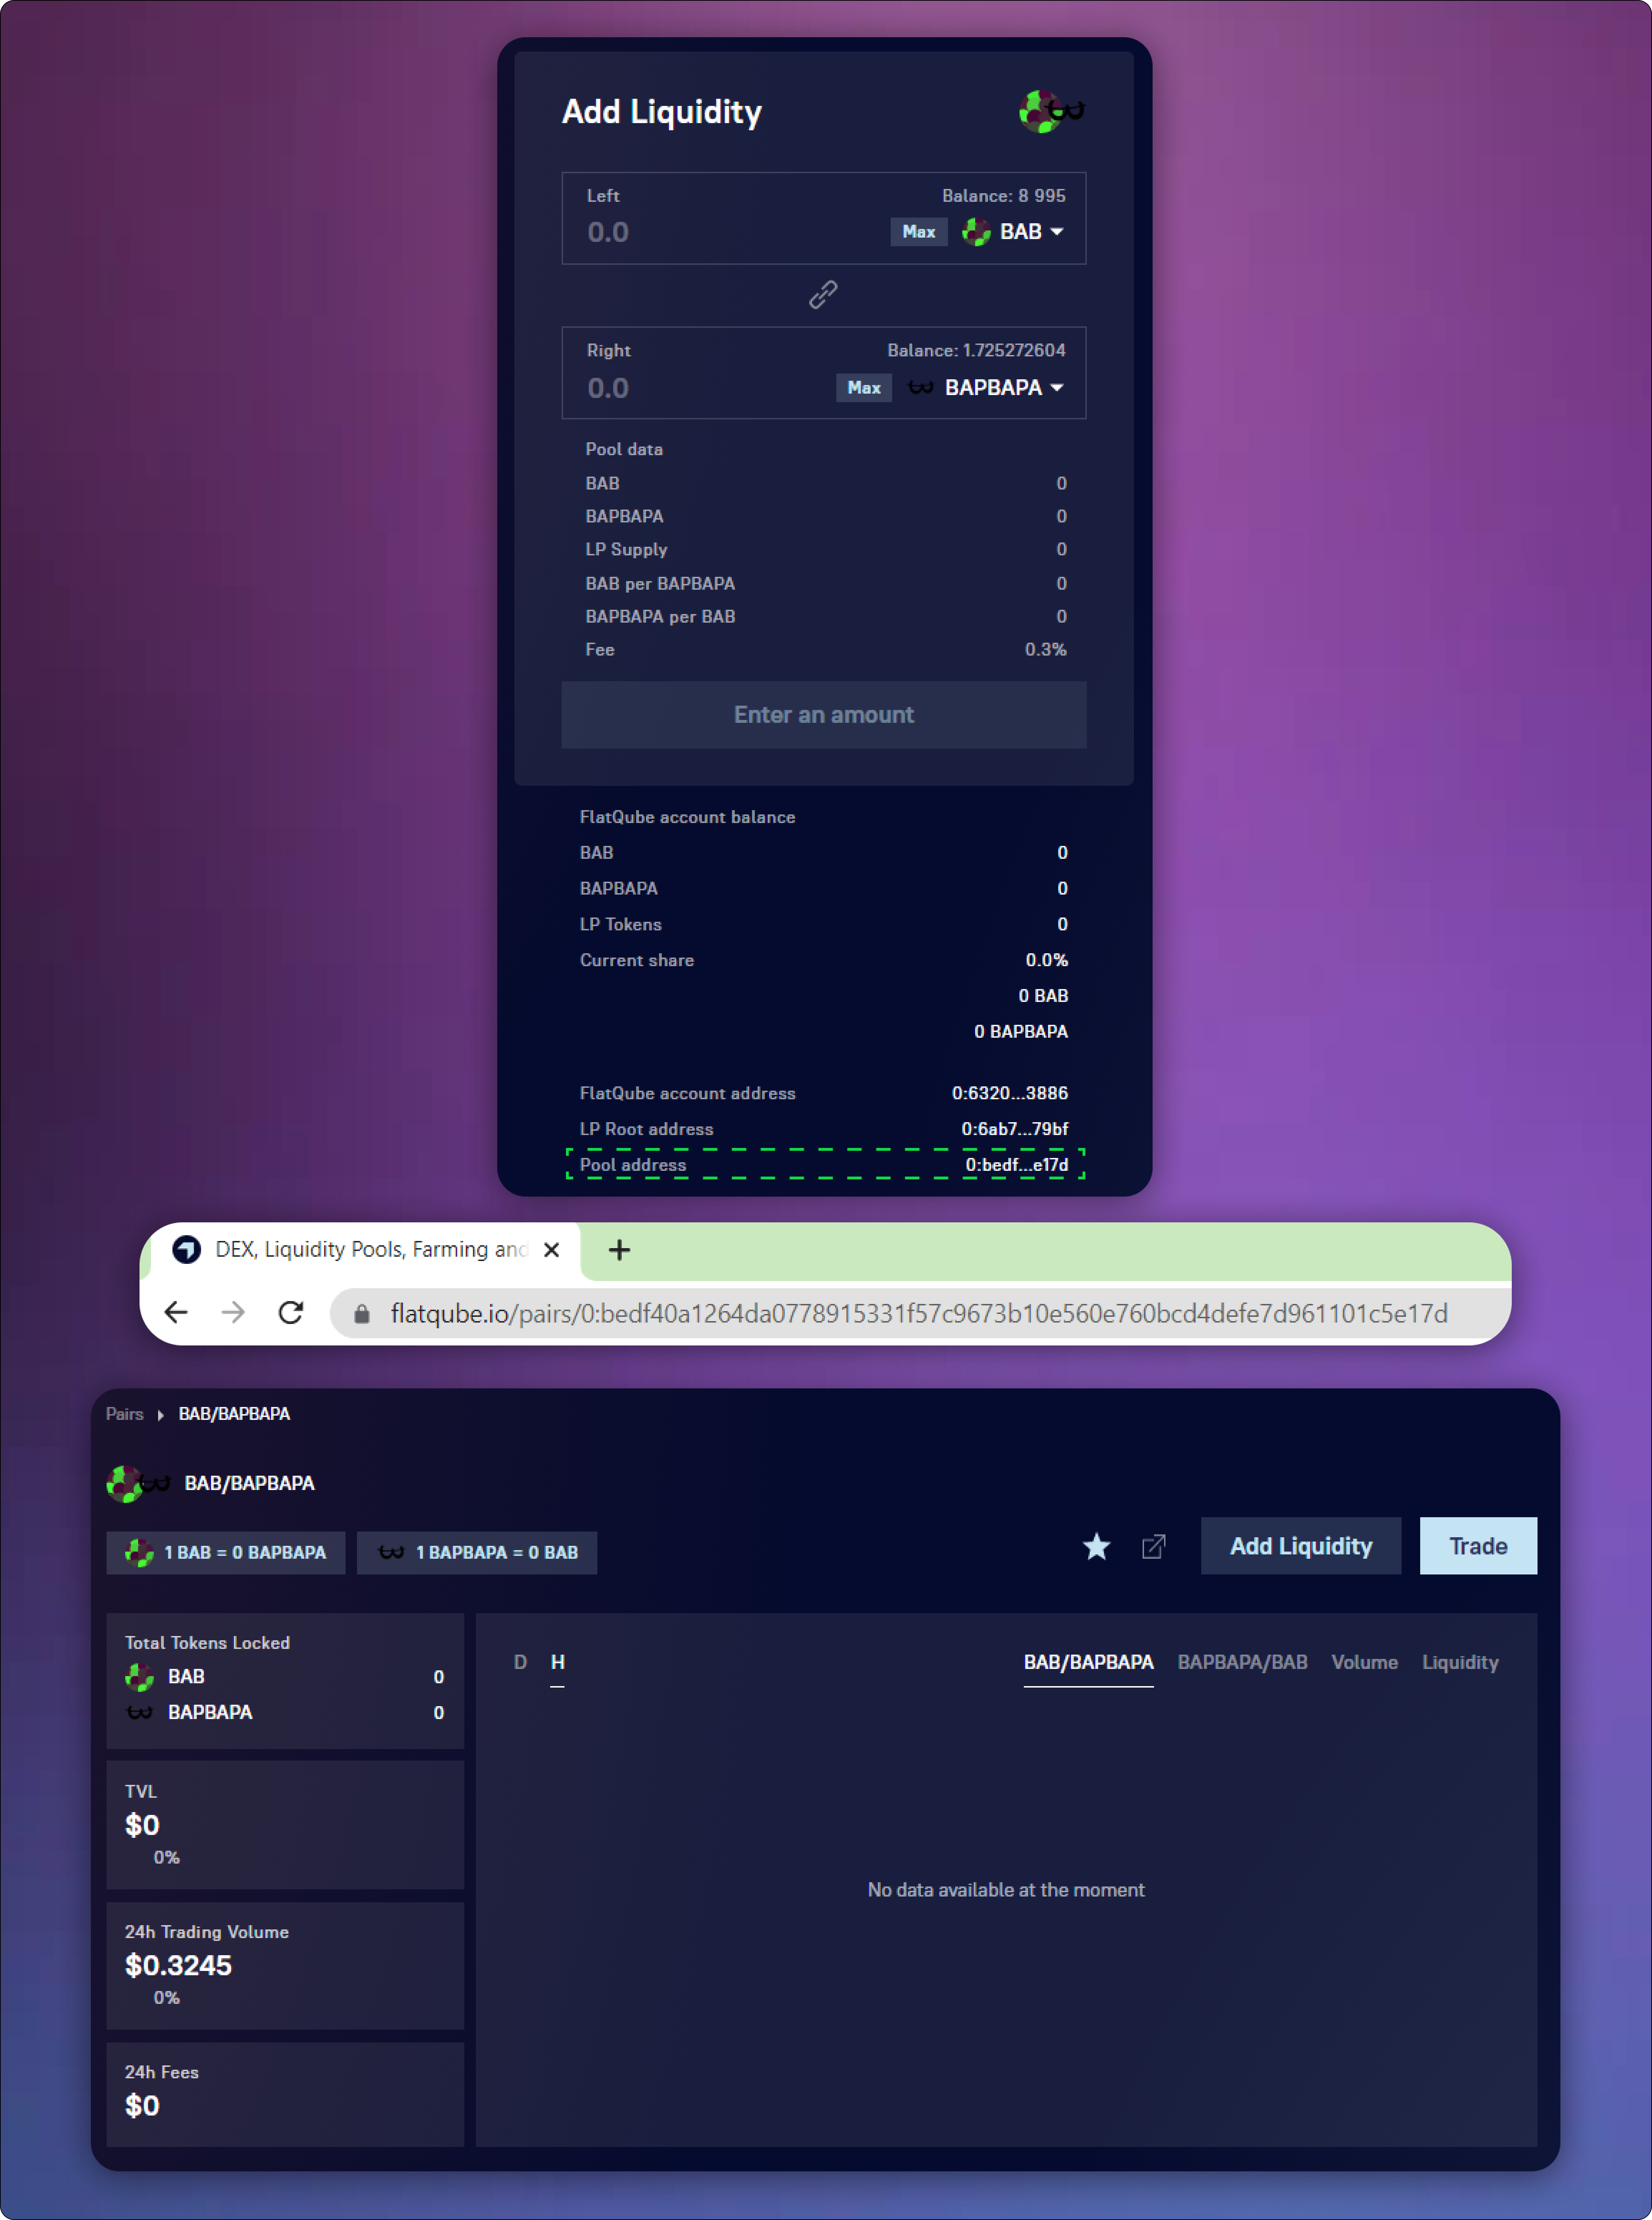 Add Liquidity
Left Balance: 8 995
0.0 Max BAB
Right Balance: 1.725272604
0.0 Max BAPBAPA
Pool data
BAB 0
BAPBAPA 0
LP Supply 0
BAB per BAPBAPA 0
BAPBAPA per BAB 0
Fee 0.3%
Enter an amount
FlatQube account balance
BAB 0
BAPBAPA 0
LP Tokens 0
Current share 0.0%
0 BAB
0 BAPBAPA
FlatQube account address 0:6320...3886
LP Root address 0:6ab7...79bf
Pool address 0:bedf...e17d
DEX, Liquidity Pools, Farming and
flatqube.io/pairs/0:bedf40a1264da0778915331f57c9673b10e560e760bcd4defe7d961101c5e17d
Pairs BAB/BAPBAPA
BAB/BAPBAPA
1 BAB = 0 BAPBAPA 1 BAPBAPA = 0 BAB Add Liquidity Trade
Total Tokens Locked
BAB 0
BAPBAPA 0
TVL
$0
0%
24h Trading Volume
$0.3245
0%
24h Fees
$0
D H BAB/BAPBAPA BAPBAPA/BAB Volume Liquidity
No data available at the moment